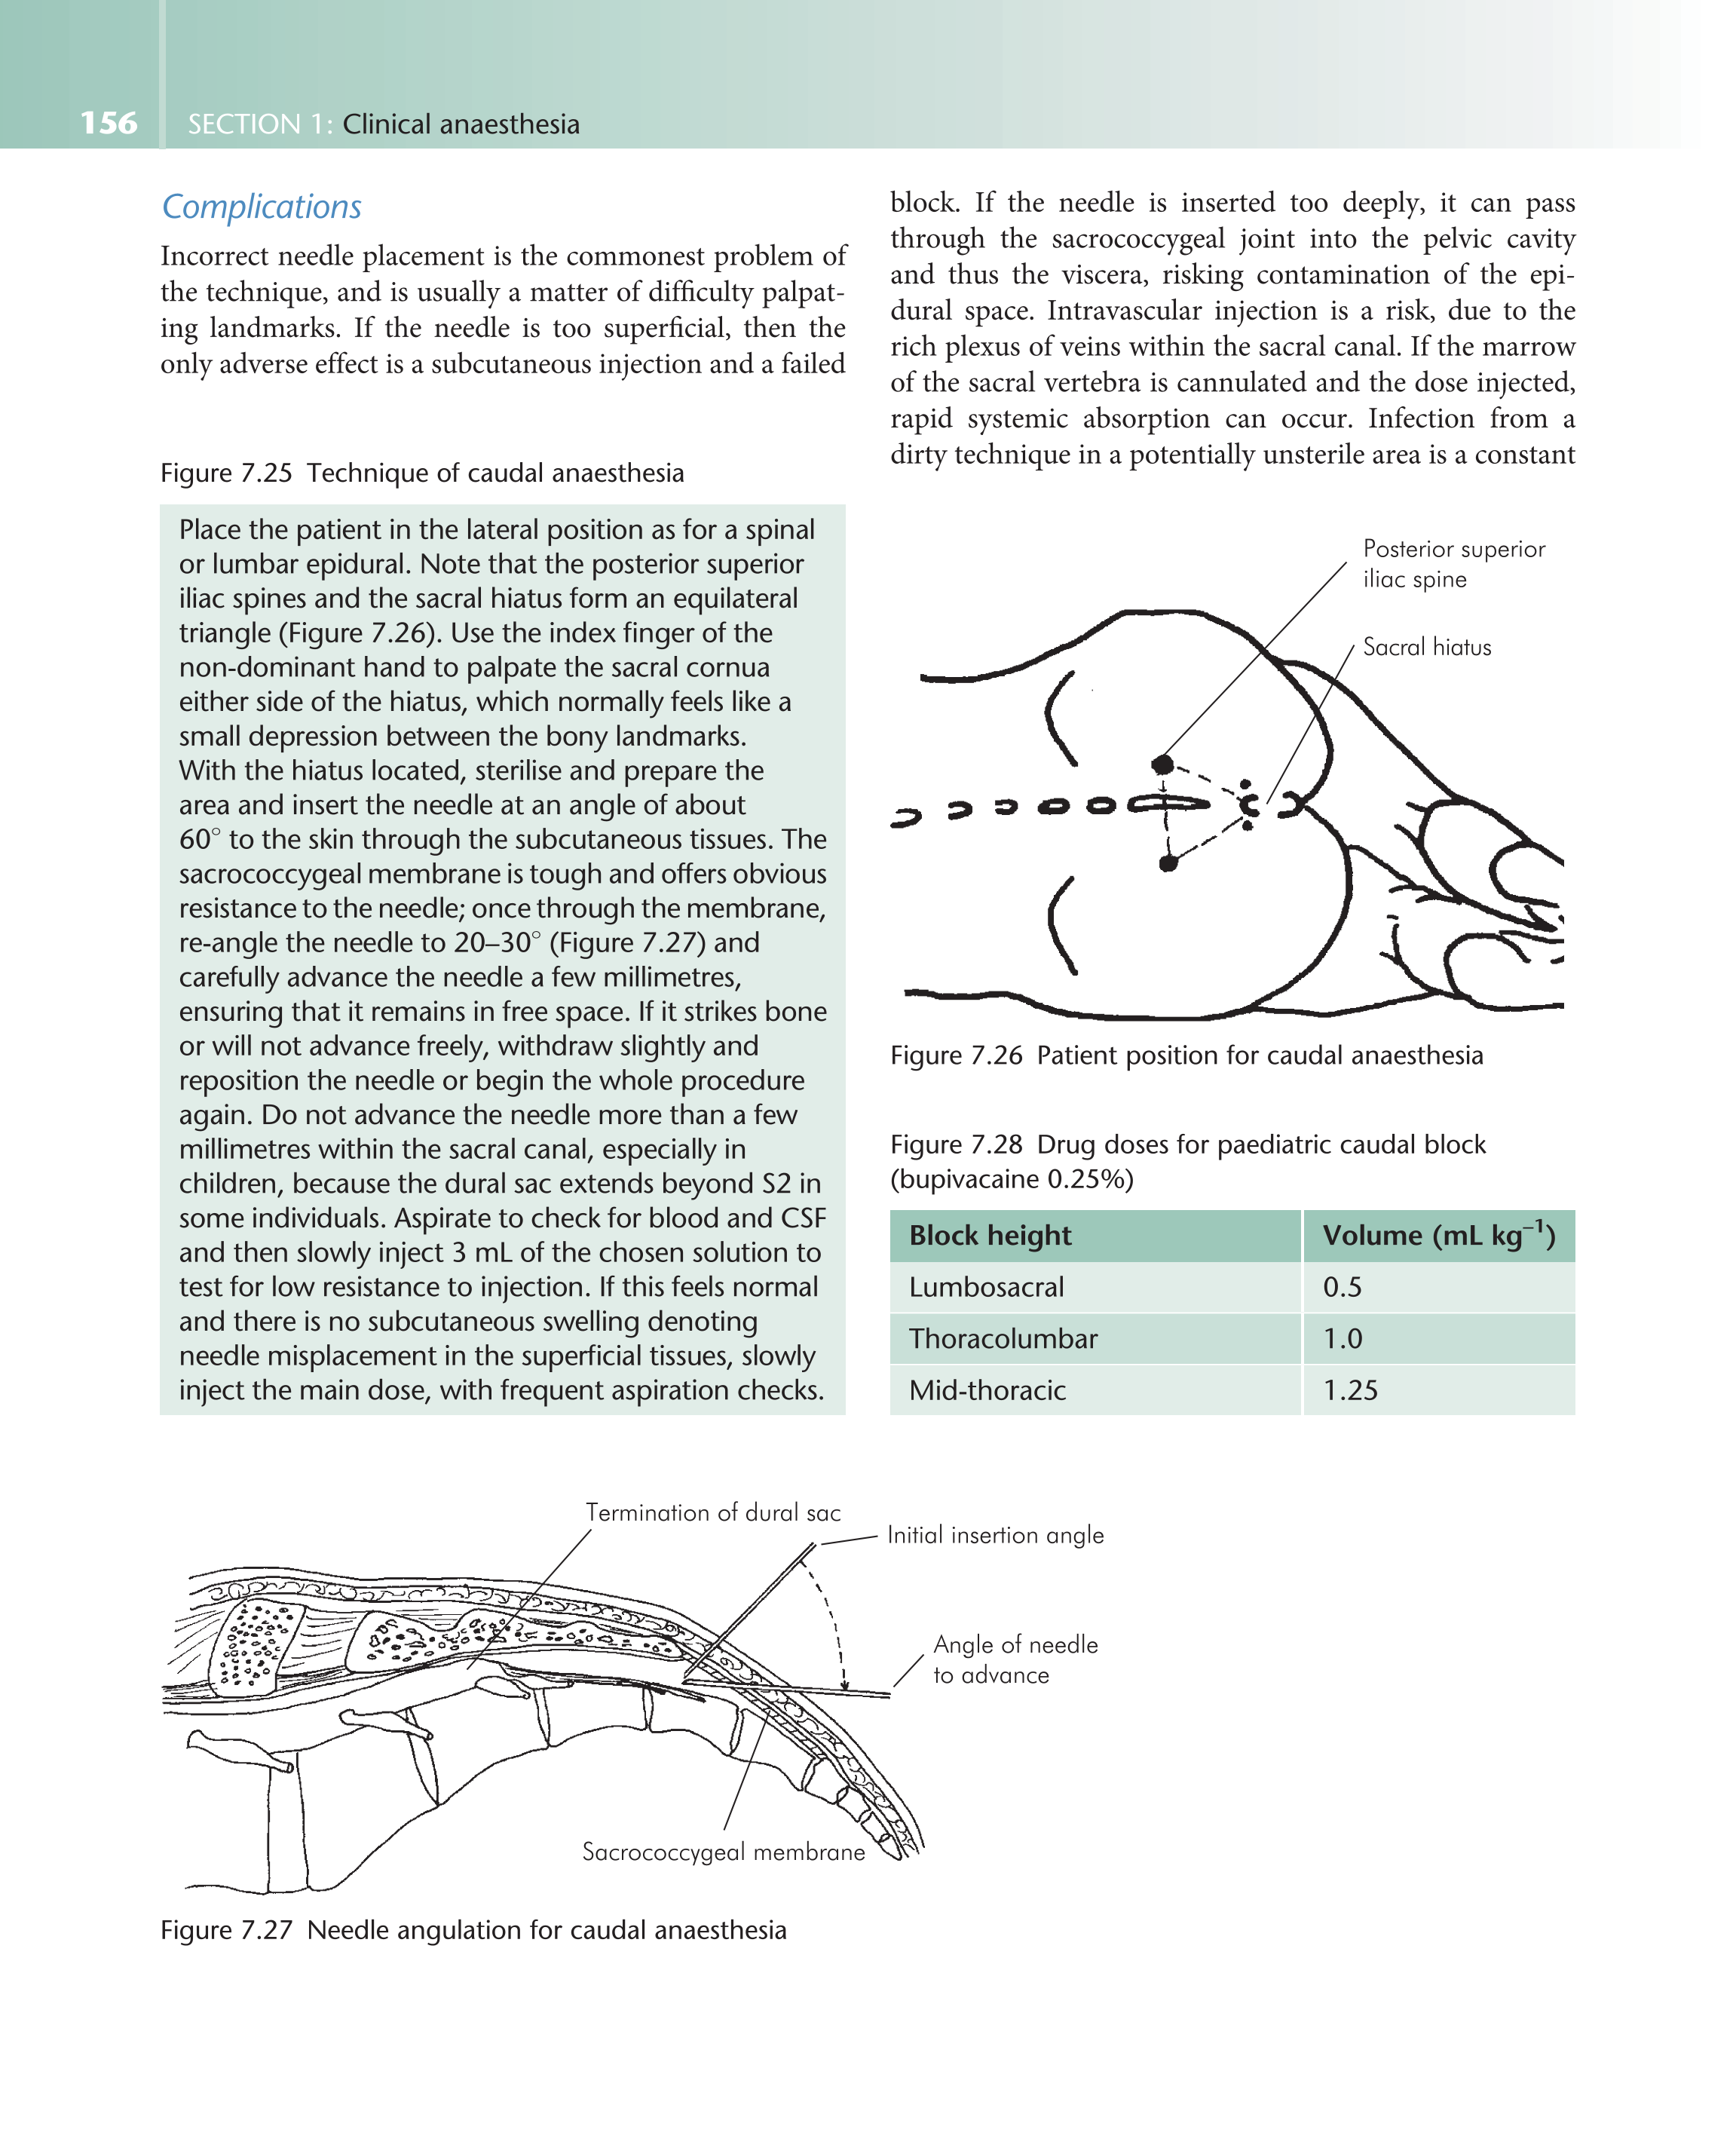 156 SECTION 1: Clinical anaesthesia
Complications
Incorrect needle placement is the commonest problem of
the technique, and is usually a matter of difficulty palpat-
ing landmarks. If the needle is too superficial, then the
only adverse effect is a subcutaneous injection and a failed
block. If the needle is inserted too deeply, it can pass
through the sacrococcygeal joint into the pelvic cavity
and thus the viscera, risking contamination of the epi-
dural space. Intravascular injection is a risk, due to the
rich plexus of veins within the sacral canal. If the marrow
of the sacral vertebra is cannulated and the dose injected,
rapid systemic absorption can occur. Infection from a
dirty technique in a potentially unsterile area is a constant
Figure 7.25 Technique of caudal anaesthesia
Place the patient in the lateral position as for a spinal
or lumbar epidural. Note that the posterior superior
iliac spines and the sacral hiatus form an equilateral
triangle (Figure 7.26). Use the index finger of the
non-dominant hand to palpate the sacral cornua
either side of the hiatus, which normally feels like a
small depression between the bony landmarks.
With the hiatus located, sterilise and prepare the
area and insert the needle at an angle of about
60° to the skin through the subcutaneous tissues. The
sacrococcygeal membrane is tough and offers obvious
resistance to the needle; once through the membrane,
re-angle the needle to 20–30° (Figure 7.27) and
carefully advance the needle a few millimetres,
ensuring that it remains in free space. If it strikes bone
or will not advance freely, withdraw slightly and
reposition the needle or begin the whole procedure
again. Do not advance the needle more than a few
millimetres within the sacral canal, especially in
children, because the dural sac extends beyond S2 in
some individuals. Aspirate to check for blood and CSF
and then slowly inject 3 mL of the chosen solution to
test for low resistance to injection. If this feels normal
and there is no subcutaneous swelling denoting
needle misplacement in the superficial tissues, slowly
inject the main dose, with frequent aspiration checks.
Posterior superior
iliac spine
Sacral hiatus
Figure 7.26 Patient position for caudal anaesthesia
Figure 7.28 Drug doses for paediatric caudal block
(bupivacaine 0.25%)
Block height Volume (mL kg⁻¹)
Lumbosacral 0.5
Thoracolumbar 1.0
Mid-thoracic 1.25
Termination of dural sac
Initial insertion angle
Angle of needle
to advance
Sacrococcygeal membrane
Figure 7.27 Needle angulation for caudal anaesthesia